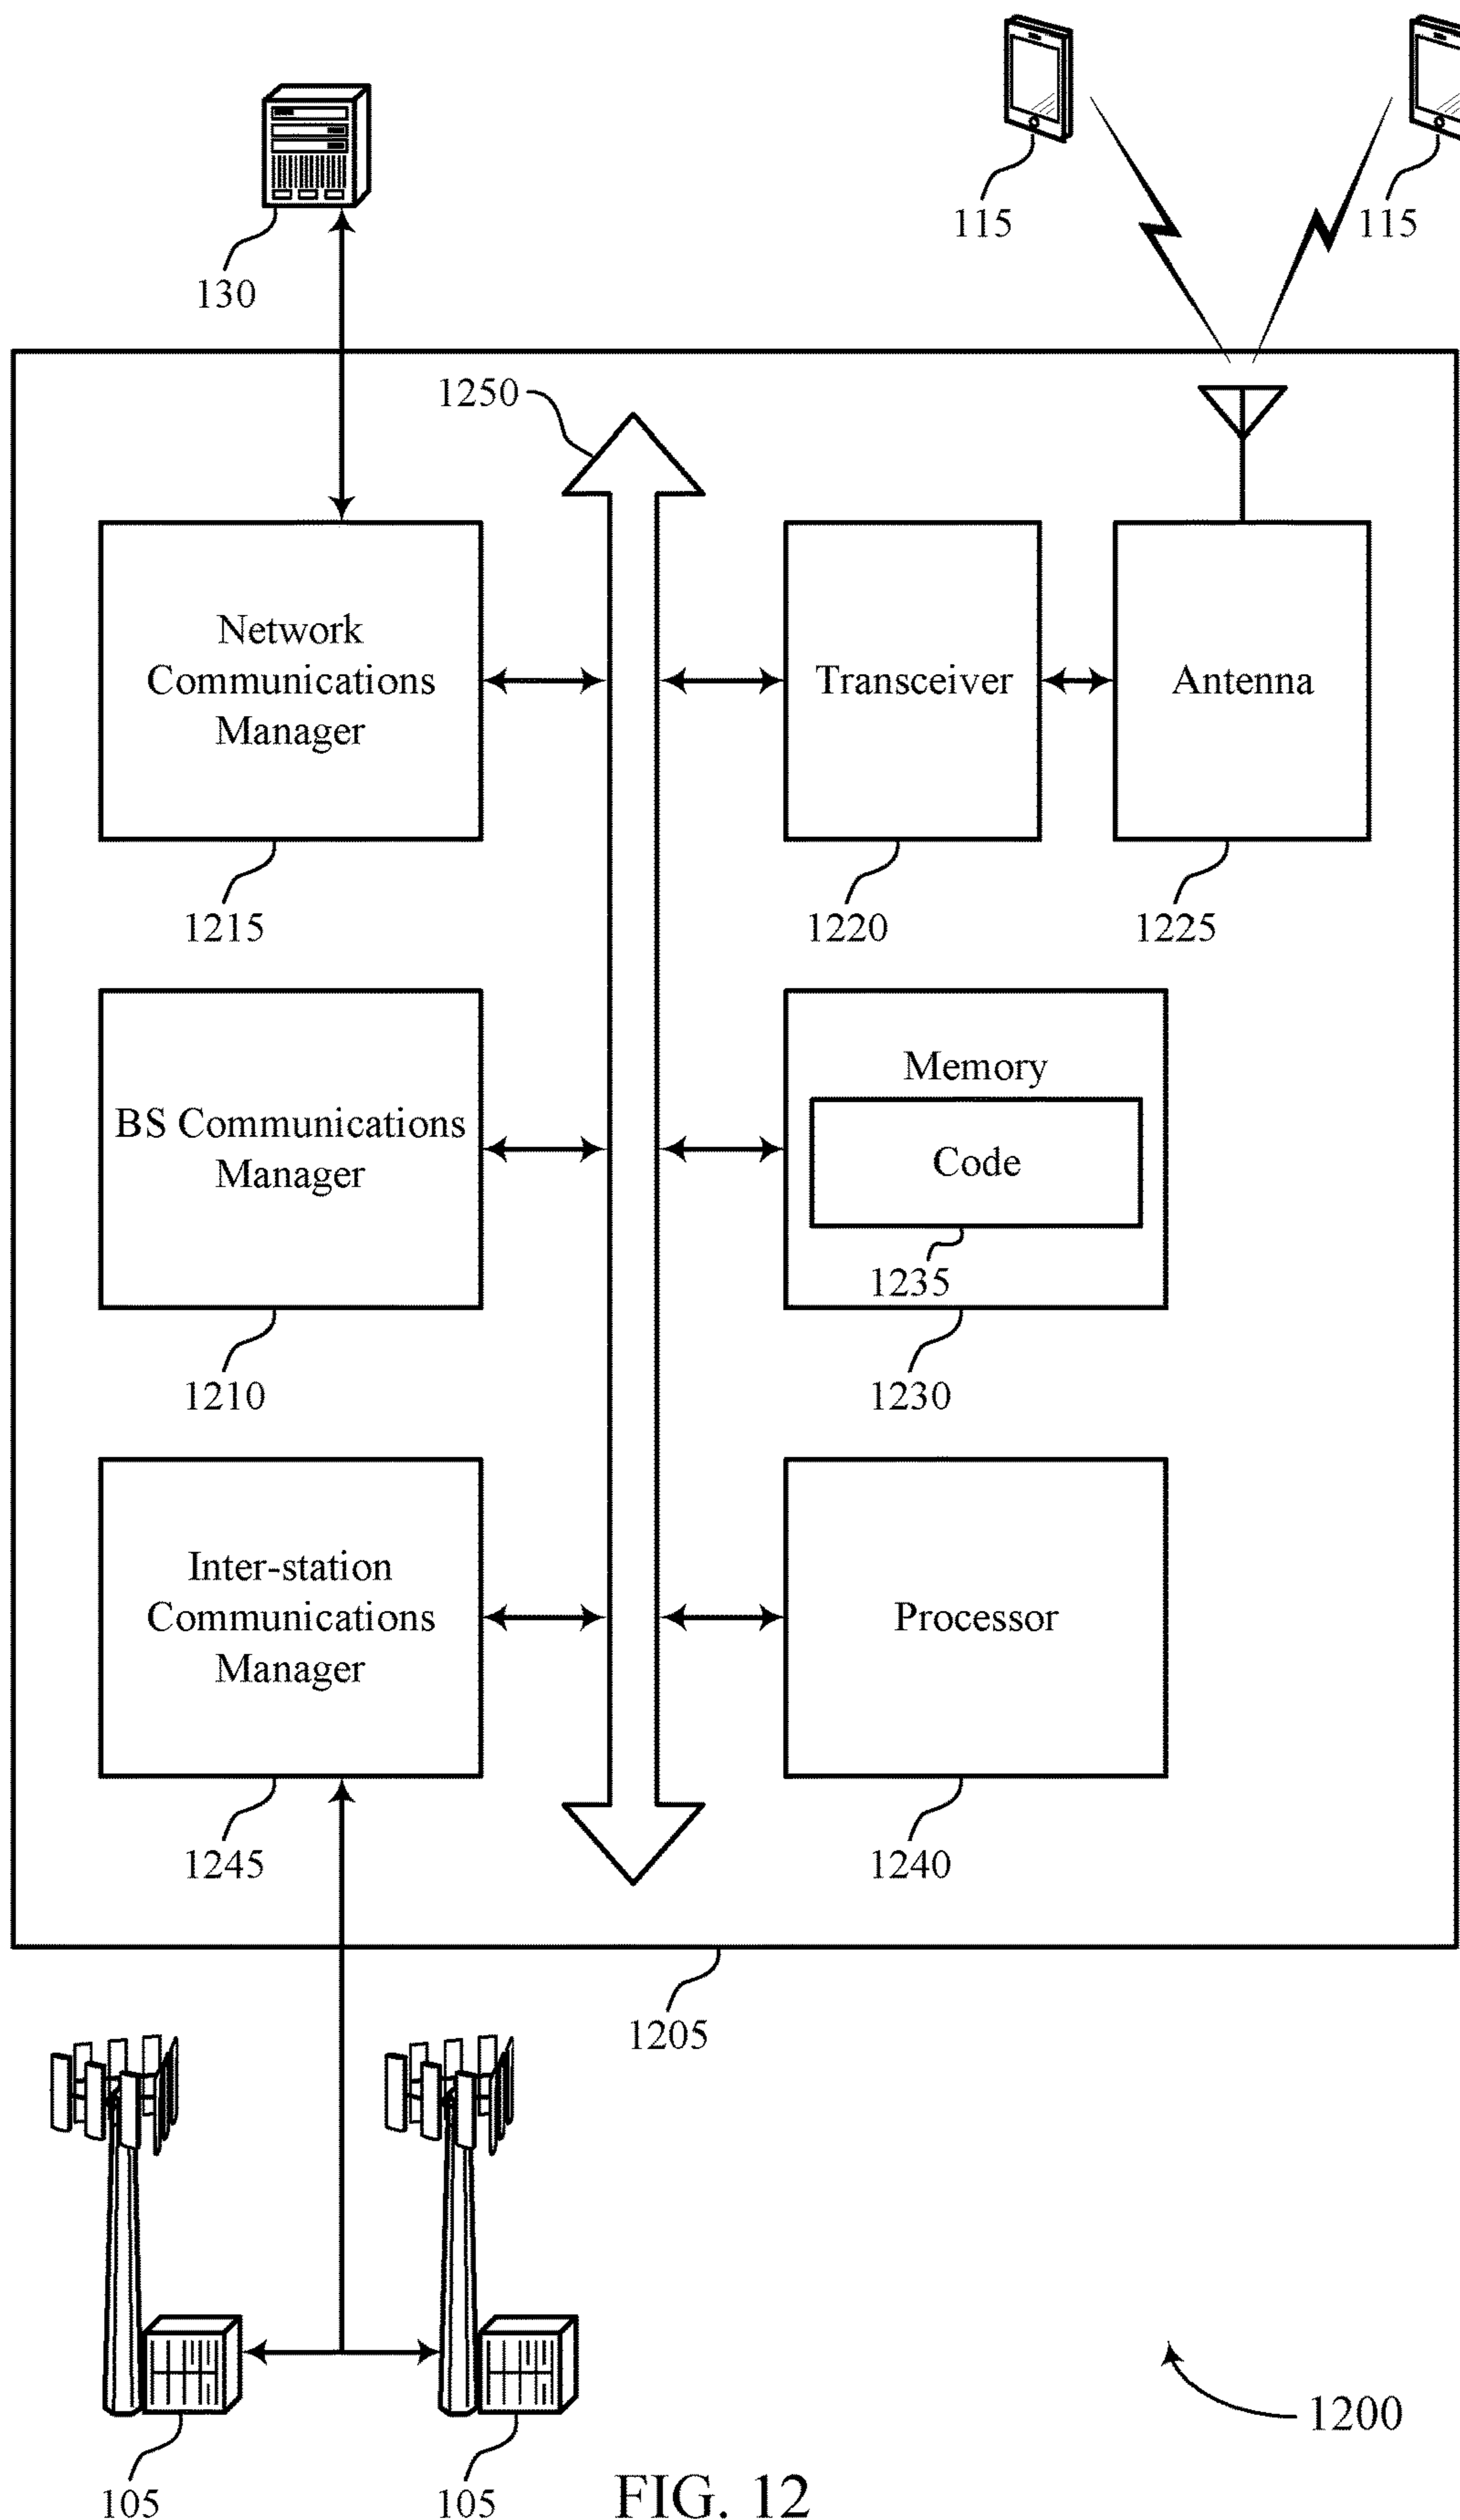 115
115
130
1250
Network
Communications
Manager
Transceiver
Antenna
1215
1220
1225
BS Communications
Manager
Memory
Code
1235
1210
1230
Inter-station
Communications
Manager
Processor
1245
1240
1205
1200
105
105
FIG. 12